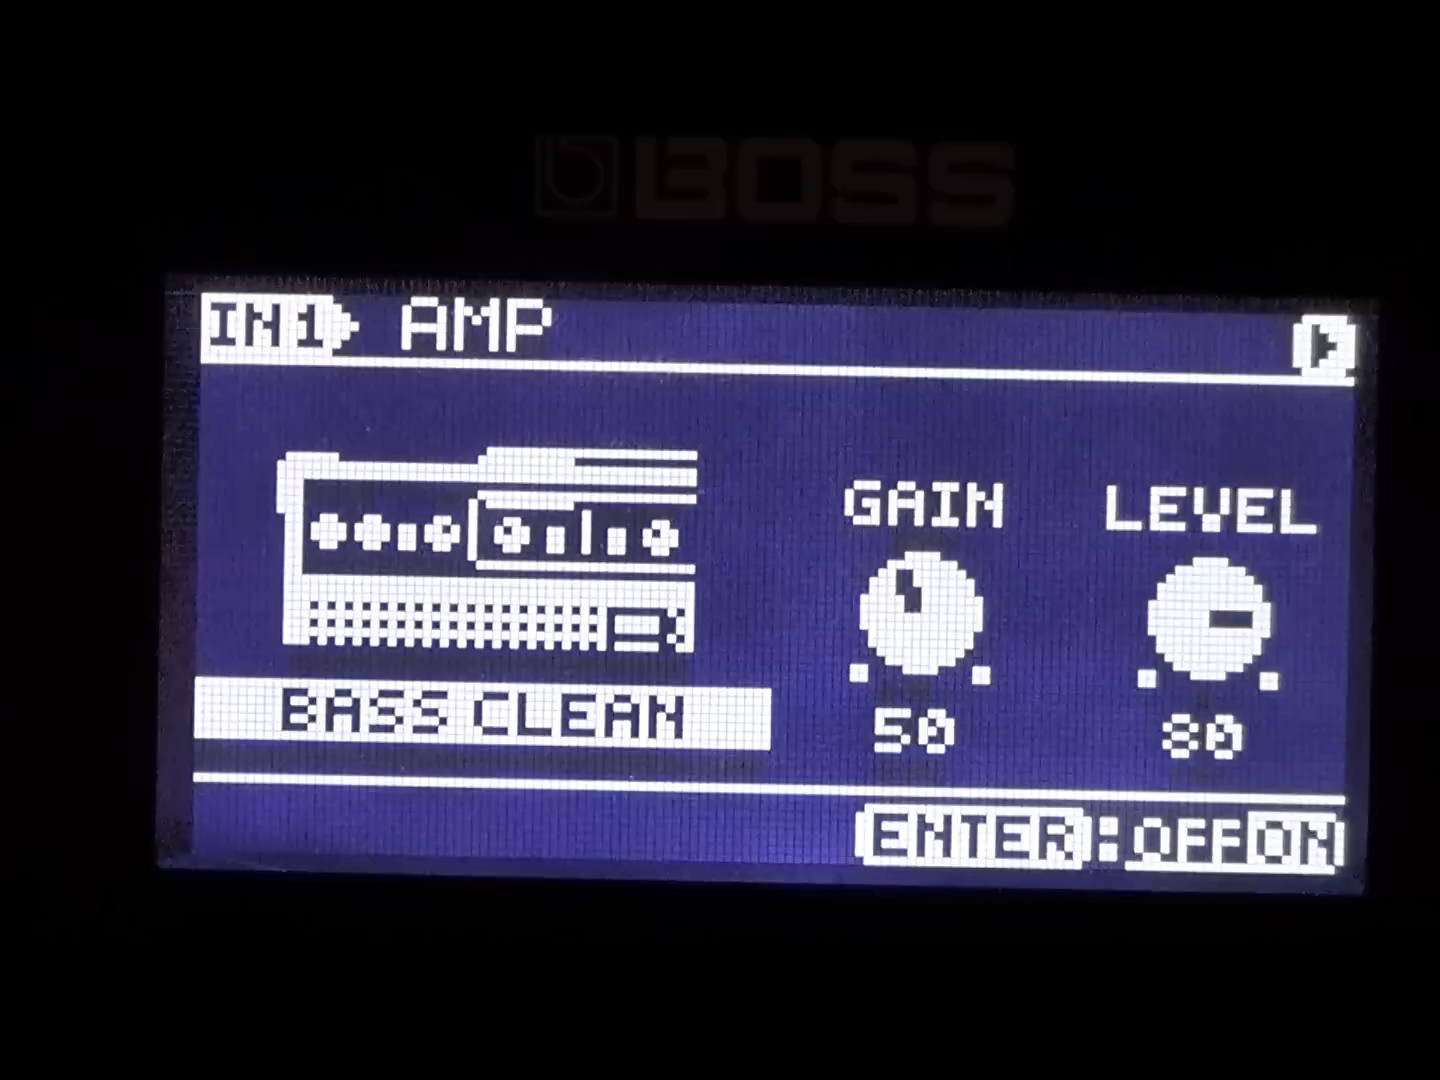 BOSS
IN1 AMP
GAIN LEVEL
BASS CLEAN
50 80
ENTER:OFF ON